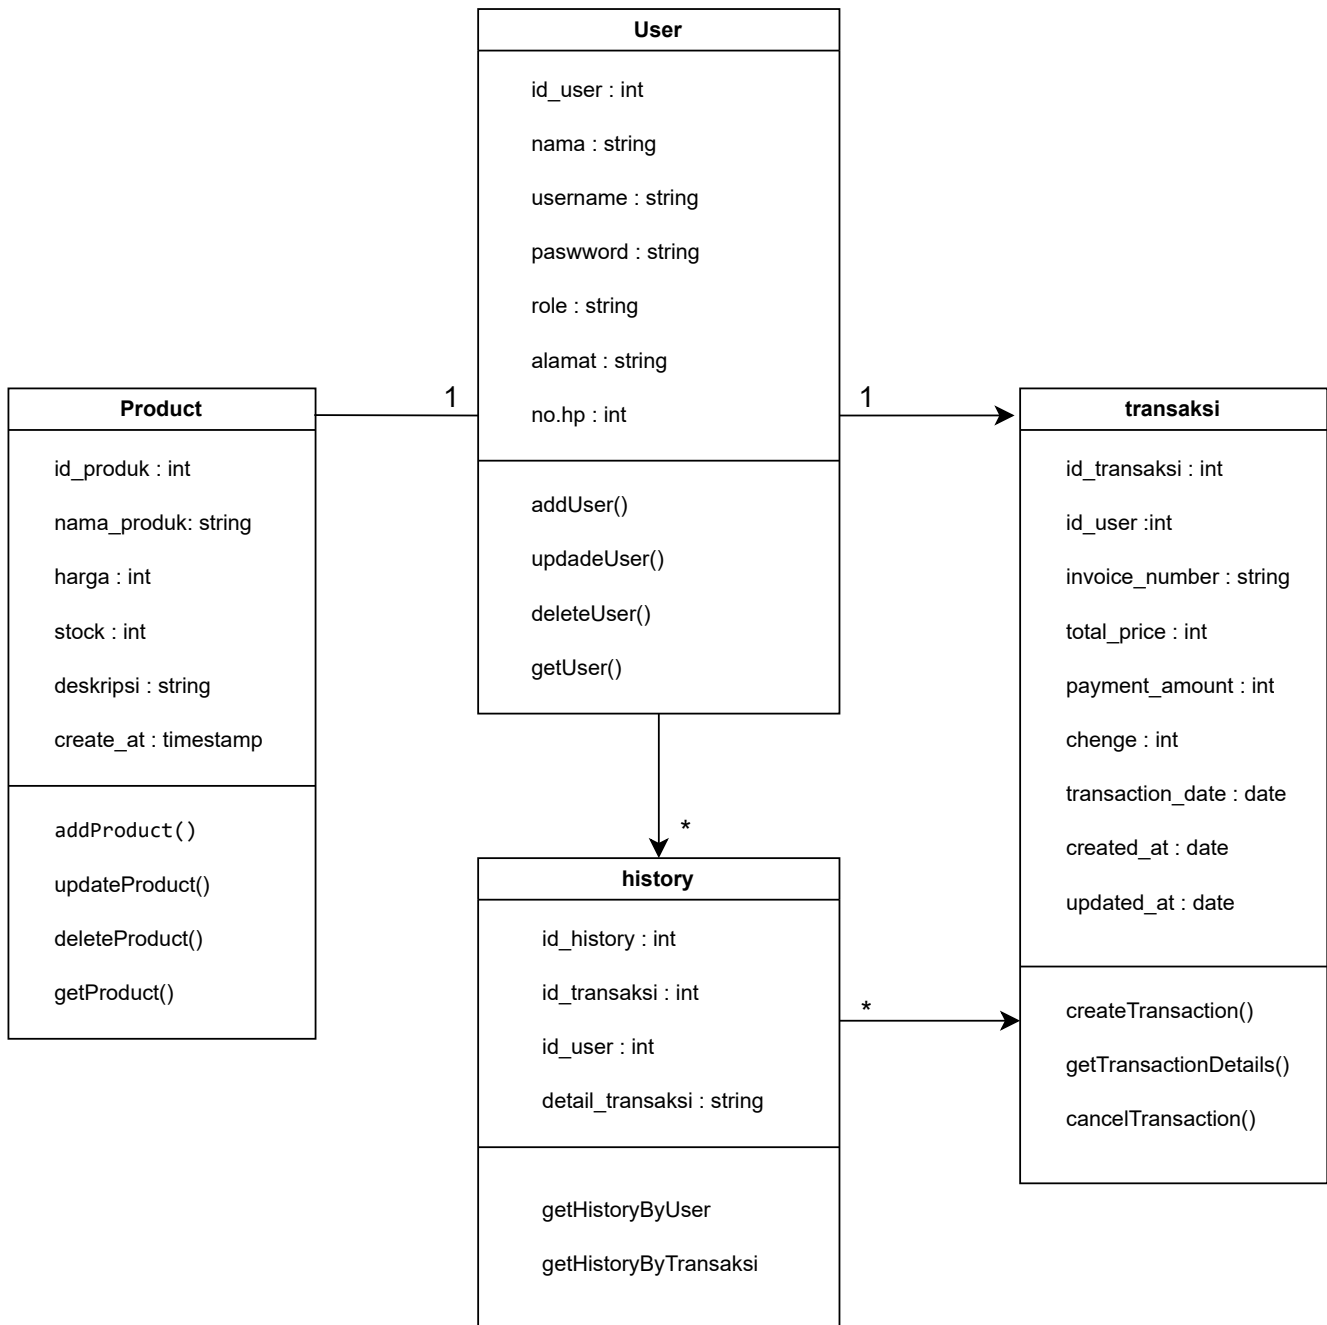 User
id_user : int
nama : string
username : string
paswword : string
role : string
alamat : string
no.hp : int
addUser()
updadeUser()
deleteUser()
getUser()
1
1
Product
id_produk : int
nama_produk: string
harga : int
stock : int
deskripsi : string
create_at : timestamp
addProduct()
updateProduct()
deleteProduct()
getProduct()
transaksi
id_transaksi : int
id_user :int
invoice_number : string
total_price : int
payment_amount : int
chenge : int
transaction_date : date
created_at : date
updated_at : date
createTransaction()
getTransactionDetails()
cancelTransaction()
*
history
id_history : int
id_transaksi : int
id_user : int
detail_transaksi : string
getHistoryByUser
getHistoryByTransaksi
*